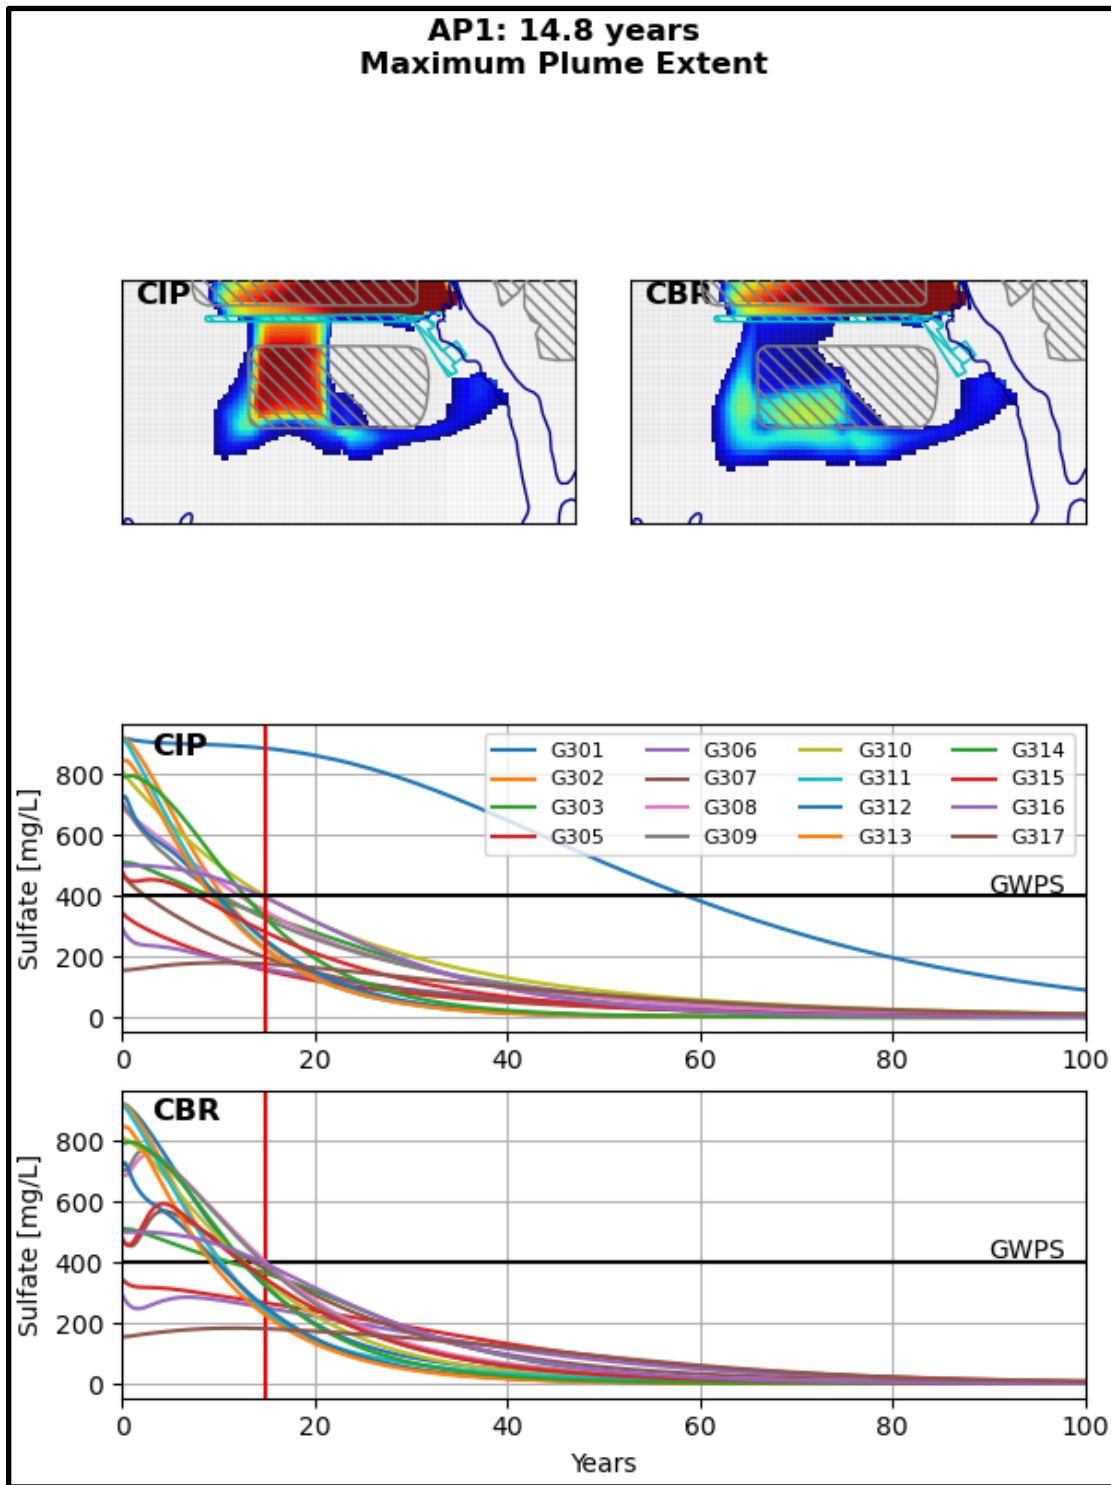 AP1: 14.8 years
Maximum Plume Extent
CIP
CBR
CIP
G301 G306 G310 G314
G302 G307 G311 G315
G303 G308 G312 G316
G305 G309 G313 G317
GWPS
Sulfate [mg/L]
800
600
400
200
0
0 20 40 60 80 100
CBR
GWPS
Sulfate [mg/L]
800
600
400
200
0
0 20 40 60 80 100
Years